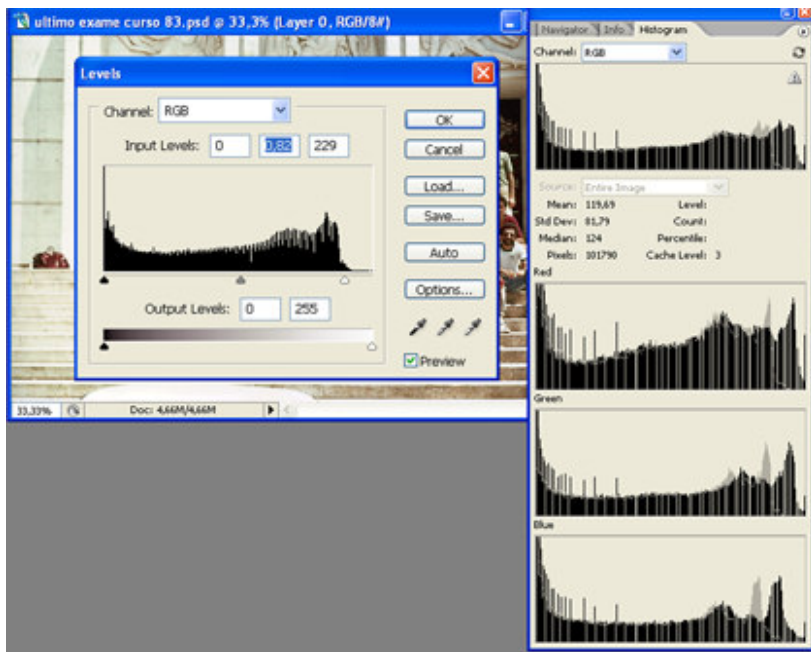 ultimo exame curso 83.psd @ 33,3% (Layer 0, RGB/8#)
Levels
Channel: RGB
Input Levels: 0 0,82 229
Output Levels: 0 255
OK
Cancel
Load...
Save...
Auto
Options...
Preview
33,33% Doc: 4,66M/4,66M
Navigator Info Histogram
Channel: RGB
Source: Entire Image
Mean: 119,69 Level:
Std Dev: 81,79 Count:
Median: 124 Percentile:
Pixels: 101790 Cache Level: 3
Red
Green
Blue